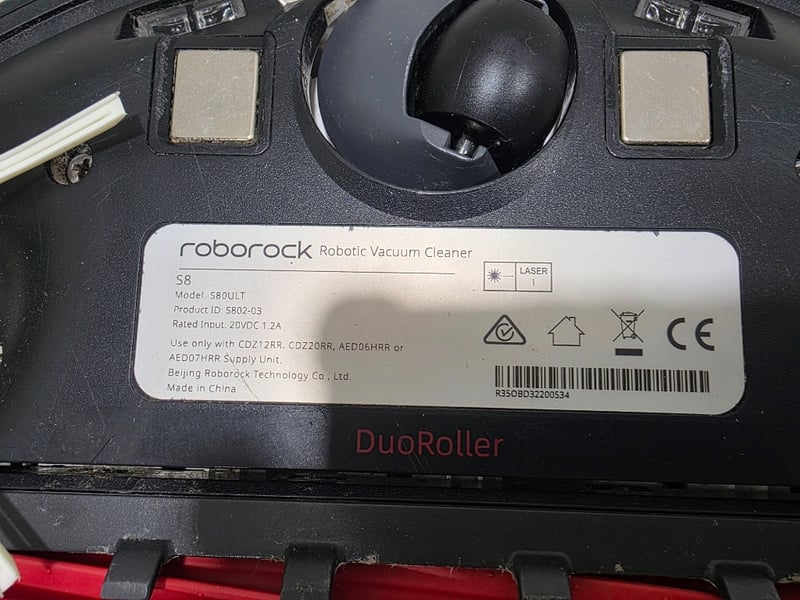 roborock Robotic Vacuum Cleaner
S8
Model. S80ULT
Product ID: S802-03
Rated Input. 20VDC 1.2A
Use only with CDZ12RR, CDZ20RR, AED06HRR or
AED07HRR Supply Unit.
Beijing Roborock Technology Co., Ltd.
Made in China
LASER
1
CE
R35OBD32200534
DuoRoller